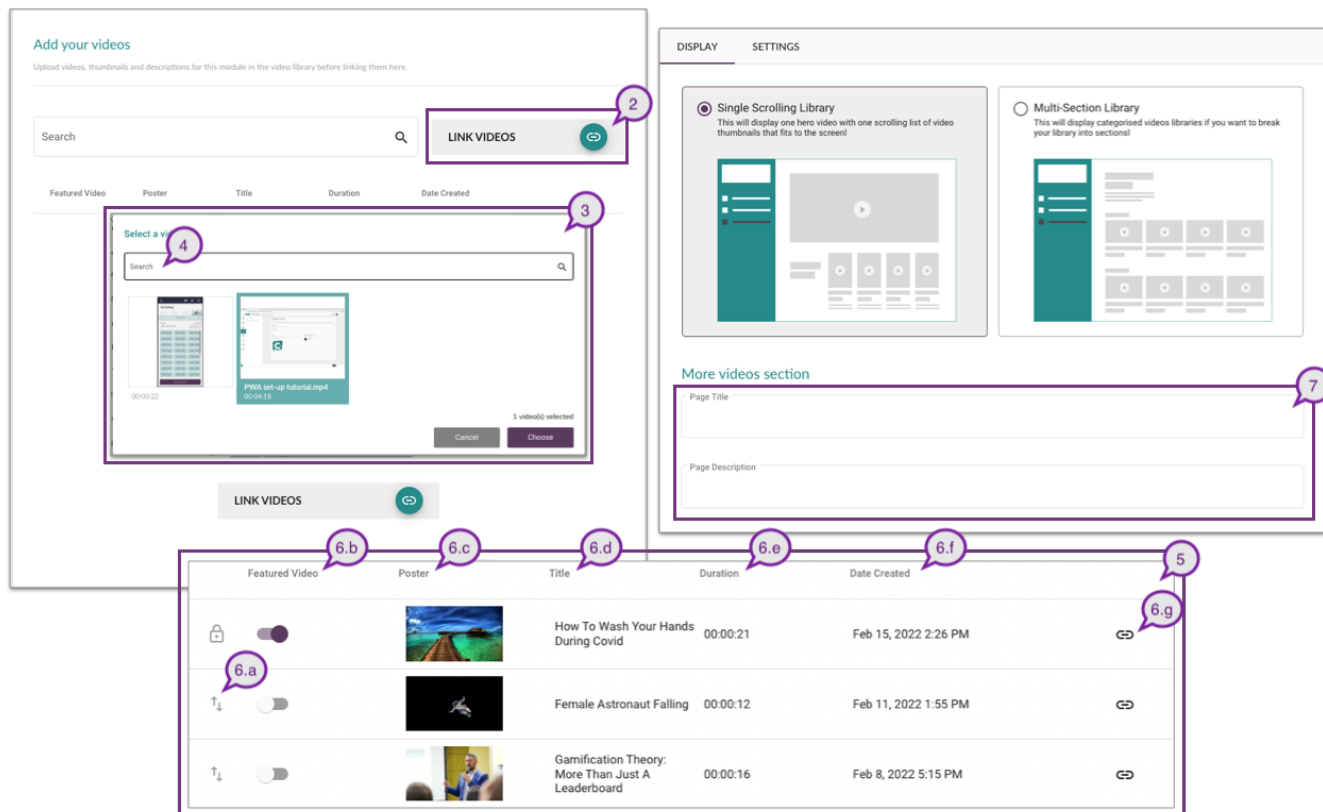 Add your videos
Upload videos, thumbnails and descriptions for this module in the video library before linking them here.
Search
LINK VIDEOS
2
Featured Video Poster Title Duration Date Created
3
Select a vi
4
Search
00:00:22
PWA set-up tutorial.mp4
00:04:18
1 video(s) selected
Cancel Choose
LINK VIDEOS
DISPLAY SETTINGS
Single Scrolling Library
This will display one hero video with one scrolling list of video
thumbnails that fits to the screen!
Multi-Section Library
This will display categorised videos libraries if you want to break
your library into sections!
More videos section
7
Page Title
Page Description
6.b 6.c 6.d 6.e 6.f 5
Featured Video Poster Title Duration Date Created
6.g
How To Wash Your Hands
During Covid
00:00:21 Feb 15, 2022 2:26 PM
6.a
Female Astronaut Falling 00:00:12 Feb 11, 2022 1:55 PM
Gamification Theory:
More Than Just A
Leaderboard
00:00:16 Feb 8, 2022 5:15 PM